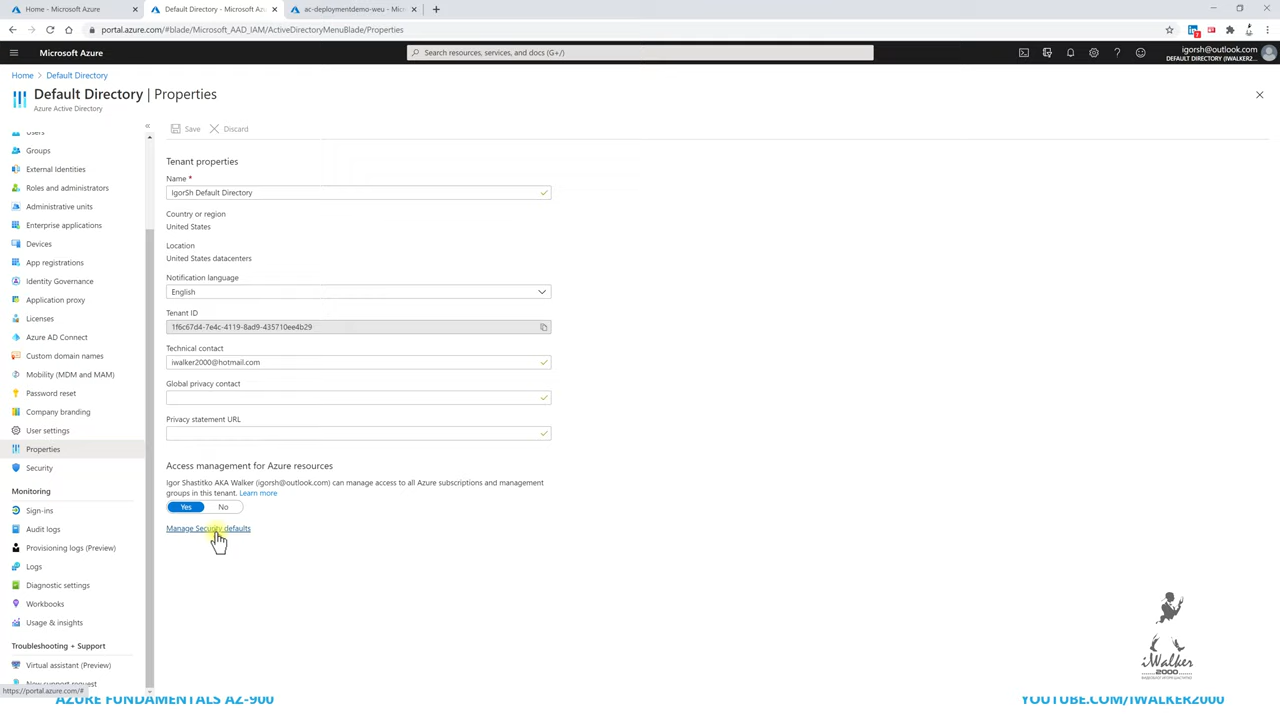 Home - Microsoft Azure
Default Directory - Microsoft Az
ac-deploymentdemo-weu - Micr
portal.azure.com/#blade/Microsoft_AAD_IAM/ActiveDirectoryMenuBlade/Properties
Microsoft Azure
Search resources, services, and docs (G+/)
igorsh@outlook.com
DEFAULT DIRECTORY (IWALKER2...
Home > Default Directory
Default Directory | Properties
Azure Active Directory
Save
Discard
Users
Groups
External Identities
Roles and administrators
Administrative units
Enterprise applications
Devices
App registrations
Identity Governance
Application proxy
Licenses
Azure AD Connect
Custom domain names
Mobility (MDM and MAM)
Password reset
Company branding
User settings
Properties
Security
Monitoring
Sign-ins
Audit logs
Provisioning logs (Preview)
Logs
Diagnostic settings
Workbooks
Usage & insights
Troubleshooting + Support
Virtual assistant (Preview)
New support request
Tenant properties
Name *
IgorSh Default Directory
Country or region
United States
Location
United States datacenters
Notification language
English
Tenant ID
1f6c67d4-7e4c-4119-8ad9-435710ee4b29
Technical contact
iwalker2000@hotmail.com
Global privacy contact
Privacy statement URL
Access management for Azure resources
Igor Shastitko AKA Walker (igorsh@outlook.com) can manage access to all Azure subscriptions and management
groups in this tenant. Learn more
Yes
No
Manage Security defaults
iWalker
2000
https://portal.azure.com/#
AZURE FUNDAMENTALS AZ-900
YOUTUBE.COM/IWALKER2000